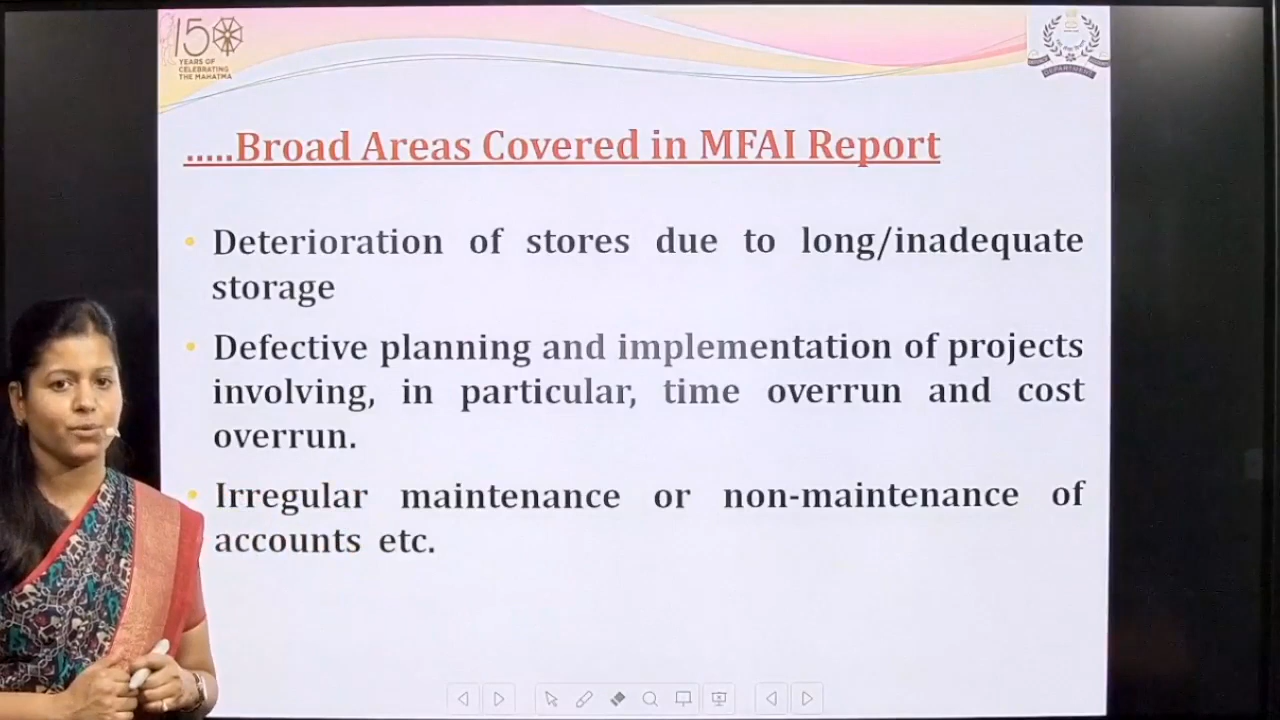 150
YEARS OF
CELEBRATING
THE MAHATMA
.....Broad Areas Covered in MFAI Report
• Deterioration of stores due to long/inadequate
storage
• Defective planning and implementation of projects
involving, in particular, time overrun and cost
overrun.
• Irregular maintenance or non-maintenance of
accounts etc.
DEPARTMENT